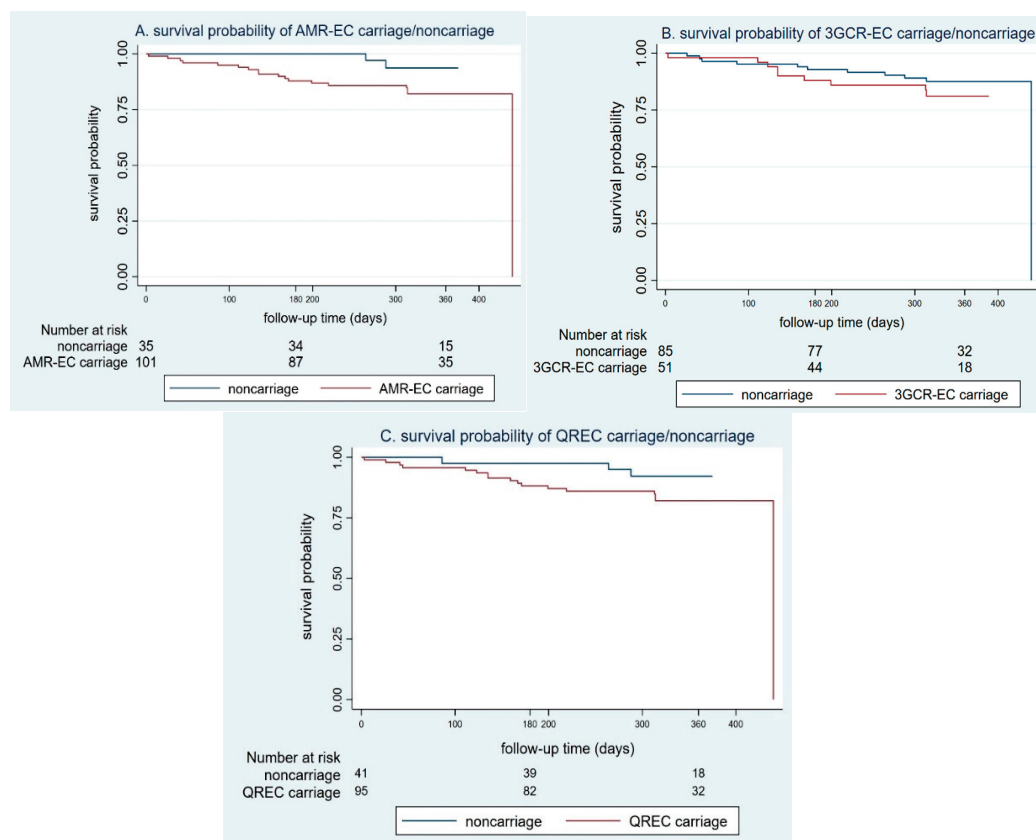 A. survival probability of AMR-EC carriage/noncarriage
1.00
0.75
0.50
0.25
0.00
survival probability
0 100 180 200 300 360 400
follow-up time (days)
Number at risk
noncarriage 35 34 15
AMR-EC carriage 101 87 35
noncarriage AMR-EC carriage
B. survival probability of 3GCR-EC carriage/noncarriage
1.00
0.75
0.50
0.25
0.00
survival probability
0 100 180 200 300 360 400
follow-up time (days)
Number at risk
noncarriage 85 77 32
3GCR-EC carriage 51 44 18
noncarriage 3GCR-EC carriage
C. survival probability of QREC carriage/noncarriage
1.00
0.75
0.50
0.25
0.00
survival probability
0 100 180 200 300 360 400
follow-up time (days)
Number at risk
noncarriage 41 39 18
QREC carriage 95 82 32
noncarriage QREC carriage